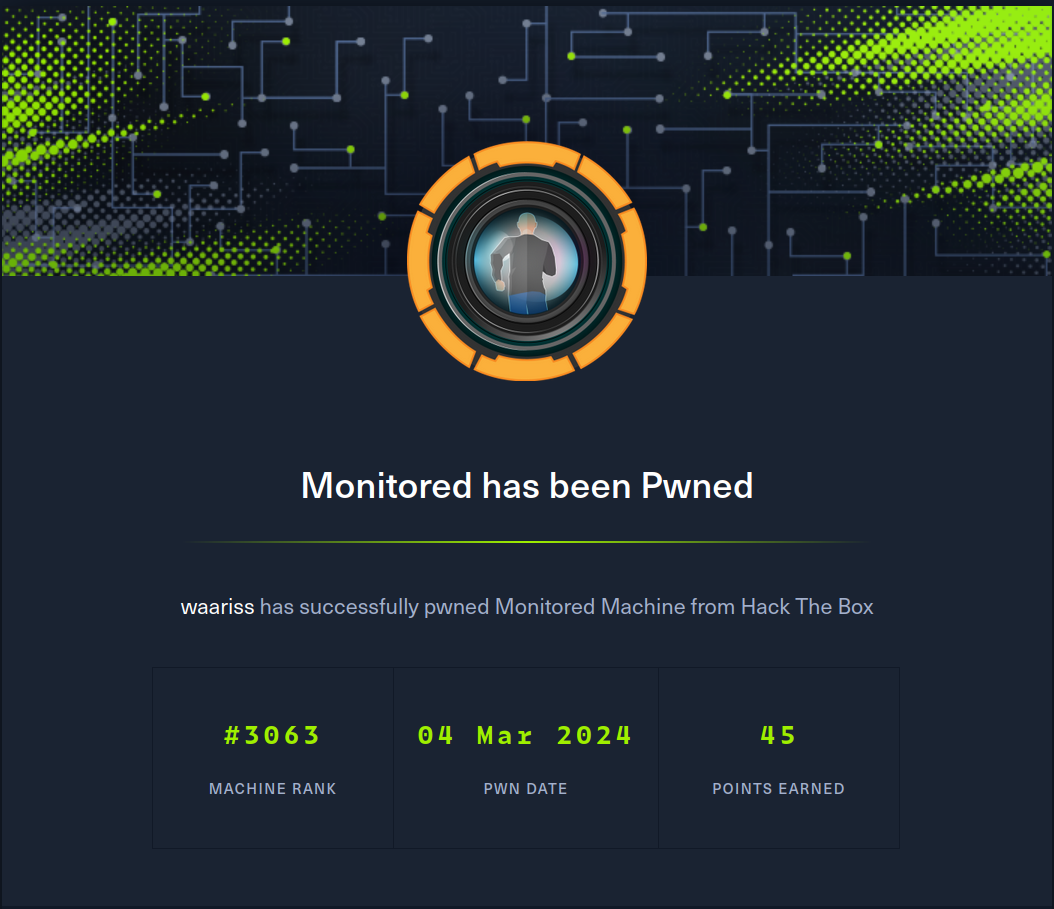 Monitored has been Pwned
waariss has successfully pwned Monitored Machine from Hack The Box
#3063
04 Mar 2024
45
MACHINE RANK
PWN DATE
POINTS EARNED